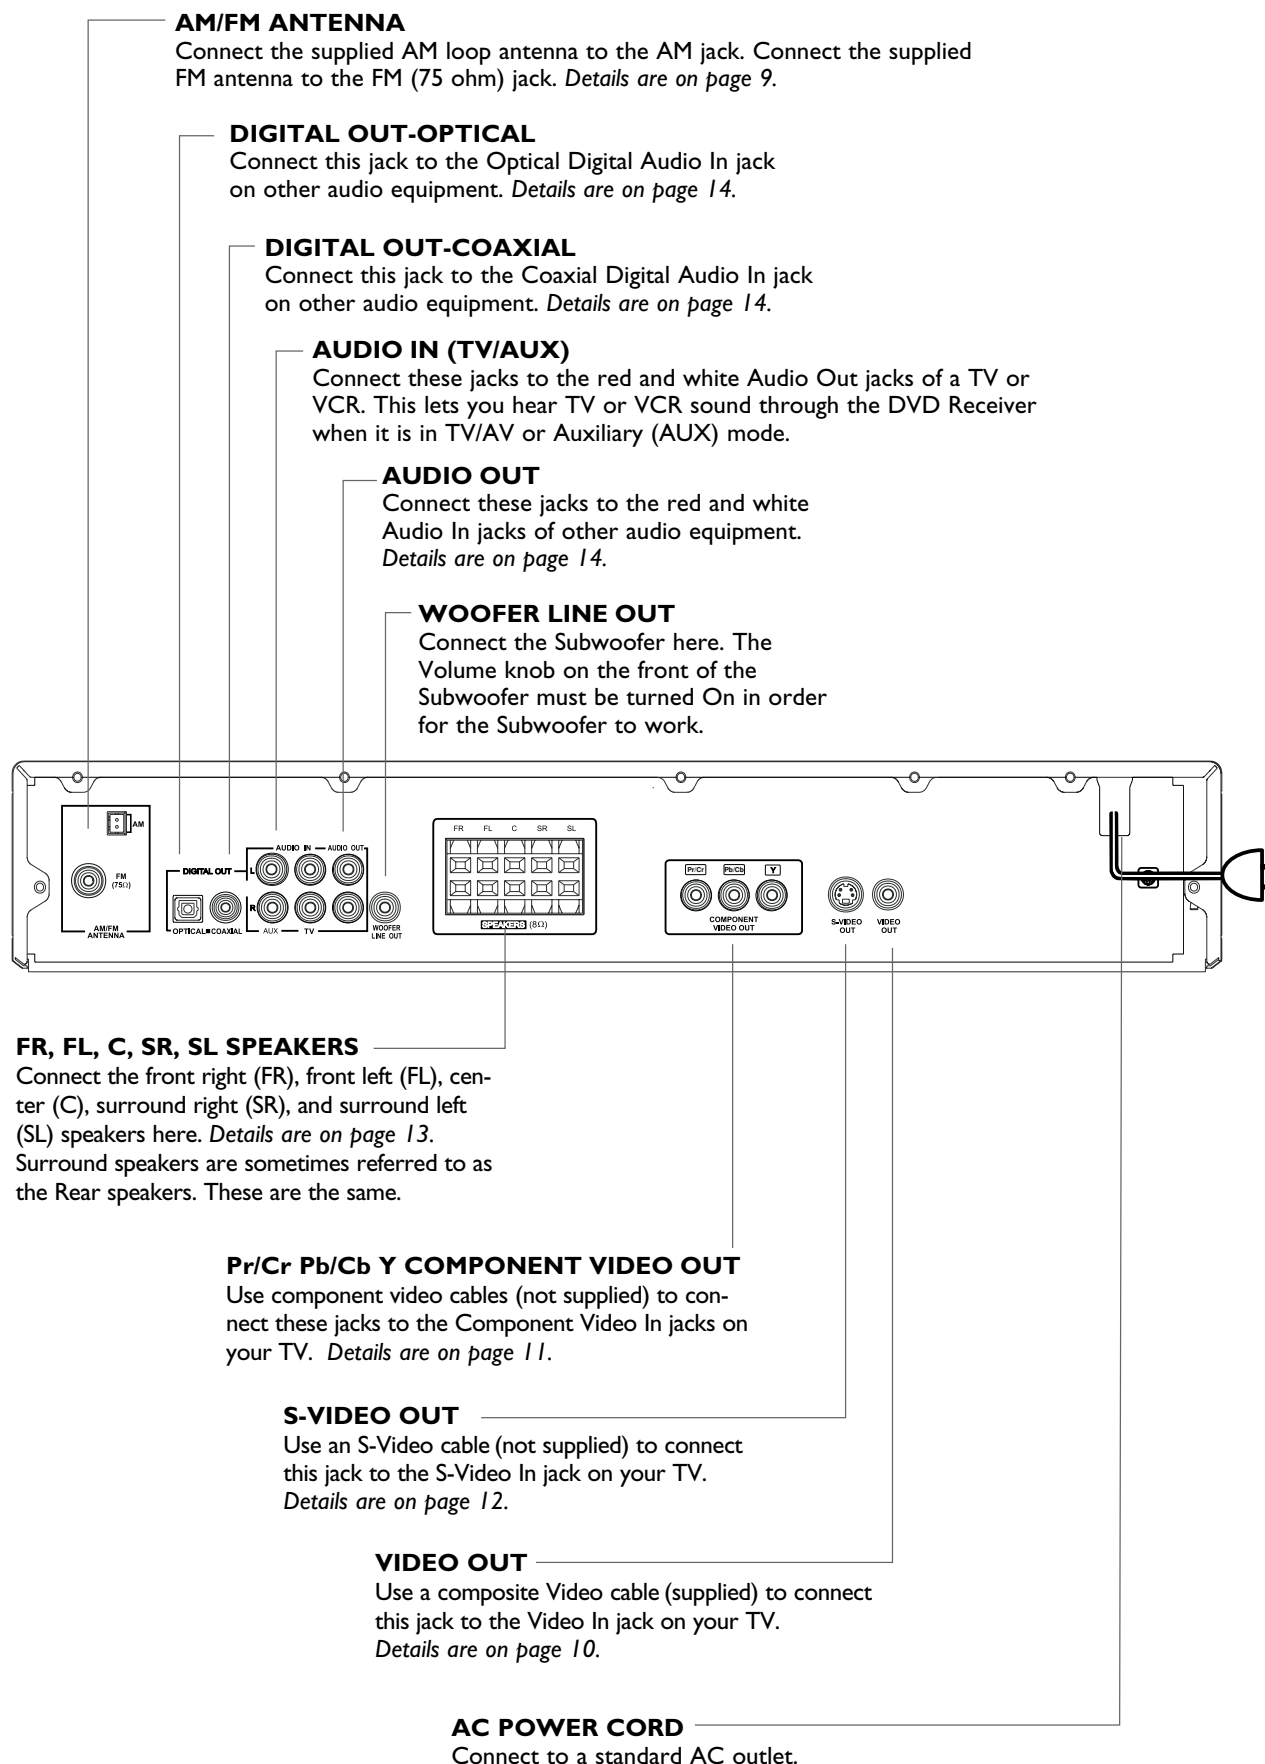 AM/FM ANTENNA
Connect the supplied AM loop antenna to the AM jack. Connect the supplied
FM antenna to the FM (75 ohm) jack. Details are on page 9.
DIGITAL OUT-OPTICAL
Connect this jack to the Optical Digital Audio In jack
on other audio equipment. Details are on page 14.
DIGITAL OUT-COAXIAL
Connect this jack to the Coaxial Digital Audio In jack
on other audio equipment. Details are on page 14.
AUDIO IN (TV/AUX)
Connect these jacks to the red and white Audio Out jacks of a TV or
VCR. This lets you hear TV or VCR sound through the DVD Receiver
when it is in TV/AV or Auxiliary (AUX) mode.
AUDIO OUT
Connect these jacks to the red and white
Audio In jacks of other audio equipment.
Details are on page 14.
WOOFER LINE OUT
Connect the Subwoofer here. The
Volume knob on the front of the
Subwoofer must be turned On in order
for the Subwoofer to work.
AM
FM
(75Ω)
AM/FM
ANTENNA
DIGITAL OUT
OPTICAL COAXIAL
AUDIO IN AUDIO OUT
L
R
AUX TV
WOOFER
LINE OUT
FR FL C SR SL
SPEAKERS (8Ω)
Pr/Cr Pb/Cb Y
COMPONENT
VIDEO OUT
S-VIDEO
OUT
VIDEO
OUT
FR, FL, C, SR, SL SPEAKERS
Connect the front right (FR), front left (FL), cen-
ter (C), surround right (SR), and surround left
(SL) speakers here. Details are on page 13.
Surround speakers are sometimes referred to as
the Rear speakers. These are the same.
Pr/Cr Pb/Cb Y COMPONENT VIDEO OUT
Use component video cables (not supplied) to con-
nect these jacks to the Component Video In jacks on
your TV. Details are on page 11.
S-VIDEO OUT
Use an S-Video cable (not supplied) to connect
this jack to the S-Video In jack on your TV.
Details are on page 12.
VIDEO OUT
Use a composite Video cable (supplied) to connect
this jack to the Video In jack on your TV.
Details are on page 10.
AC POWER CORD
Connect to a standard AC outlet.